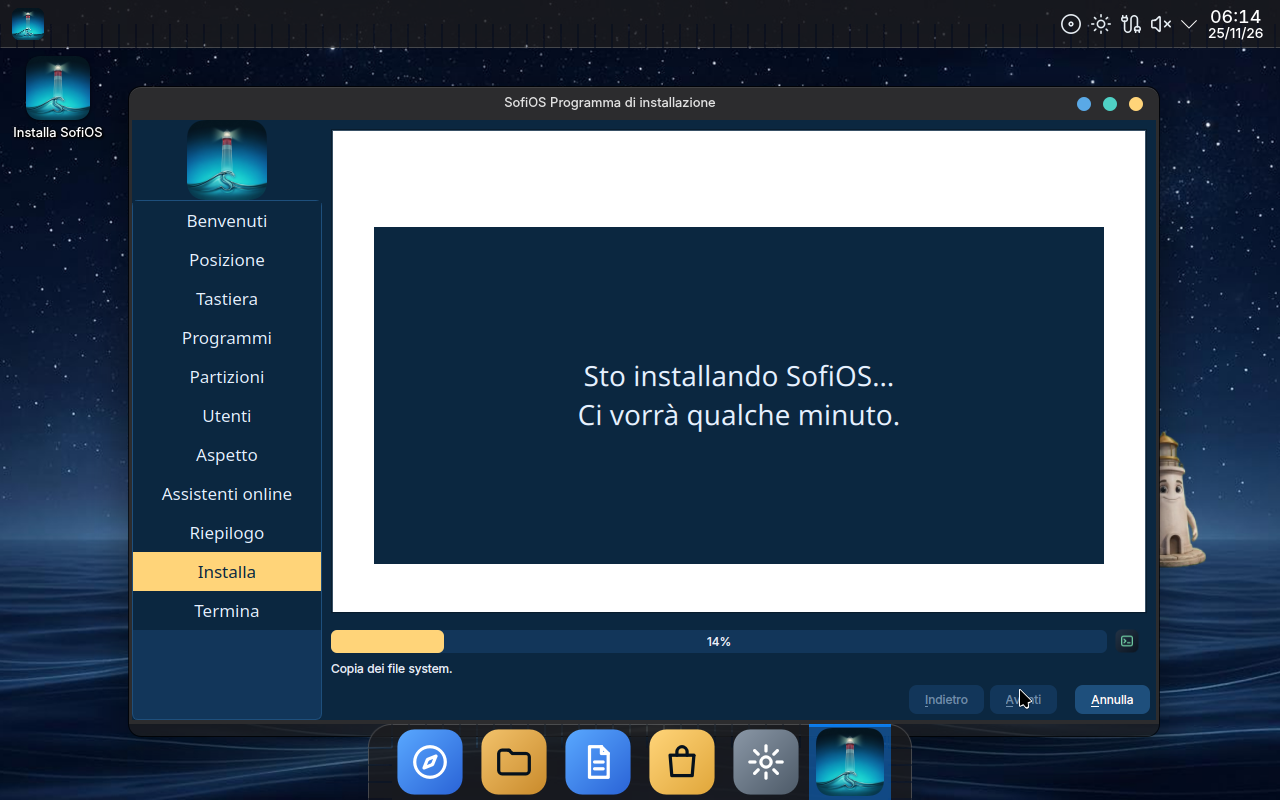 06:14
25/11/26
Installa SofiOS
SofiOS Programma di installazione
Benvenuti
Posizione
Tastiera
Programmi
Partizioni
Utenti
Aspetto
Assistenti online
Riepilogo
Installa
Termina
Sto installando SofiOS...
Ci vorrà qualche minuto.
14%
Copia dei file system.
Indietro
Annulla